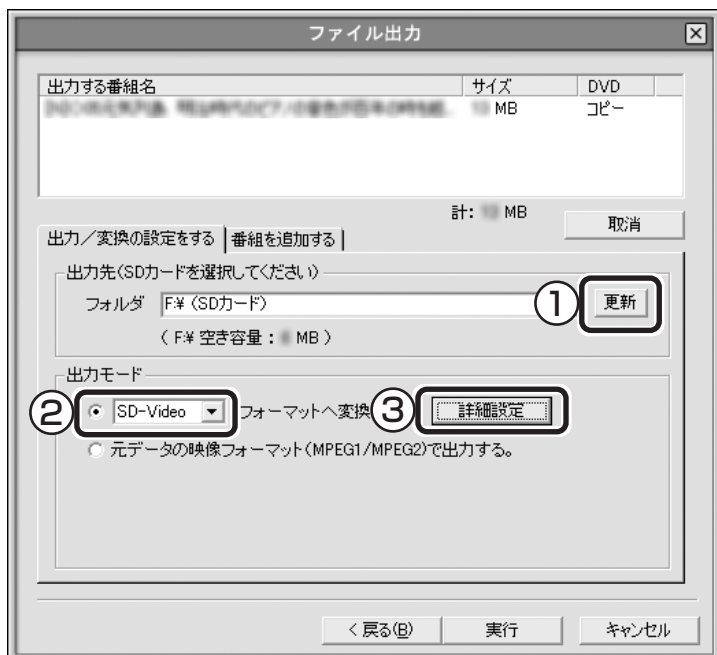 ファイル出力
出力する番組名 サイズ DVD
MB コピー
計: MB
取消
出力／変換の設定をする 番組を追加する
出力先(SDカードを選択してください)
フォルダ F:¥ (SDカード) ① 更新
( F:¥ 空き容量: MB )
出力モード
② SD-Video フォーマットへ変換 ③ 詳細設定
元データの映像フォーマット(MPEG1/MPEG2)で出力する。
< 戻る(B) 実行 キャンセル